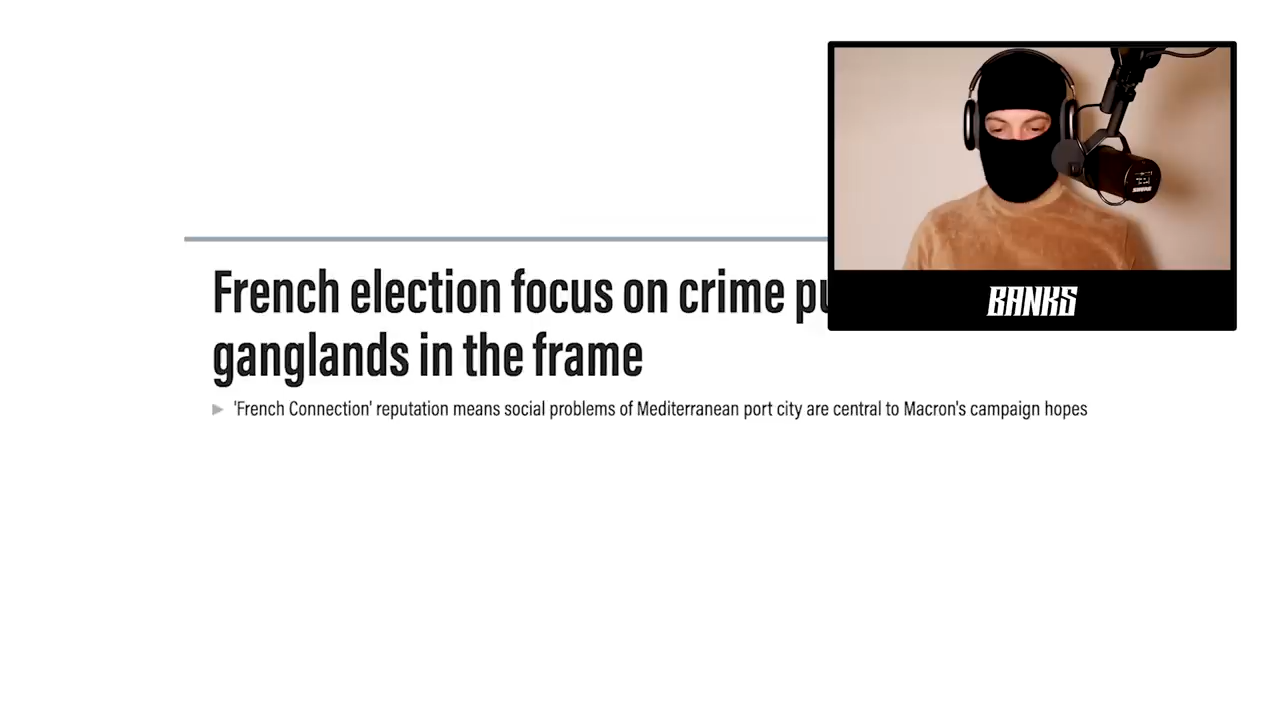 French election focus on crime pu
ganglands in the frame
'French Connection' reputation means social problems of Mediterranean port city are central to Macron's campaign hopes
BANKS
SHURE